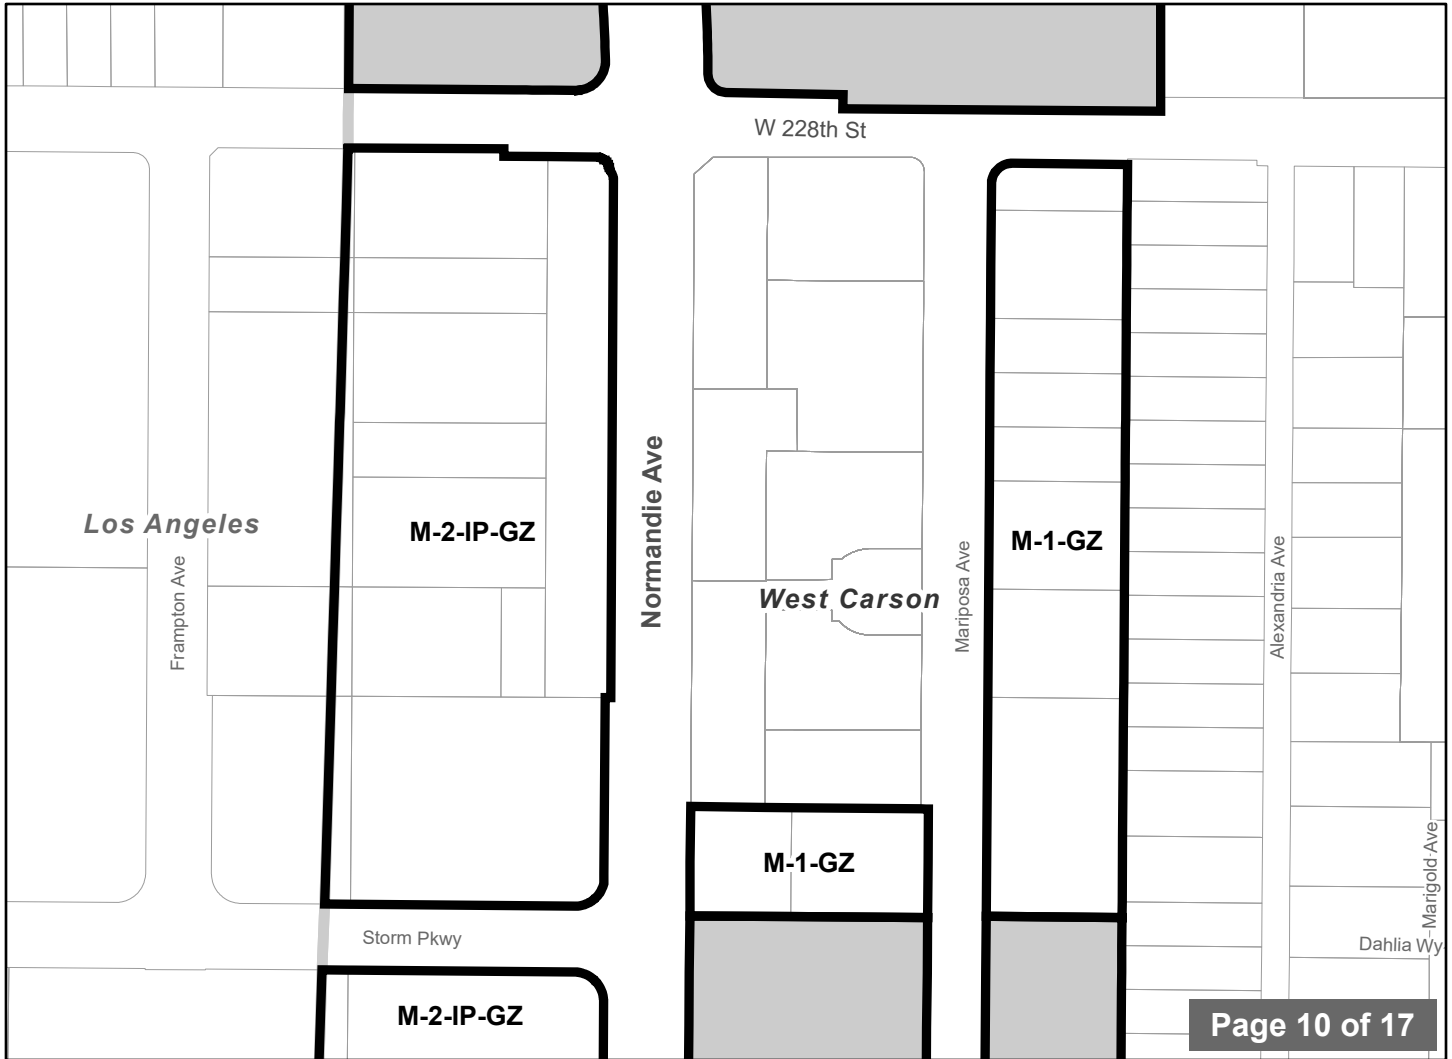 W 228th St
Normandie Ave
Los Angeles
M-2-IP-GZ
M-1-GZ
Frampton Ave
West Carson
Mariposa Ave
Alexandria Ave
M-1-GZ
Marigold Ave
Storm Pkwy
Dahlia Wy
M-2-IP-GZ
Page 10 of 17